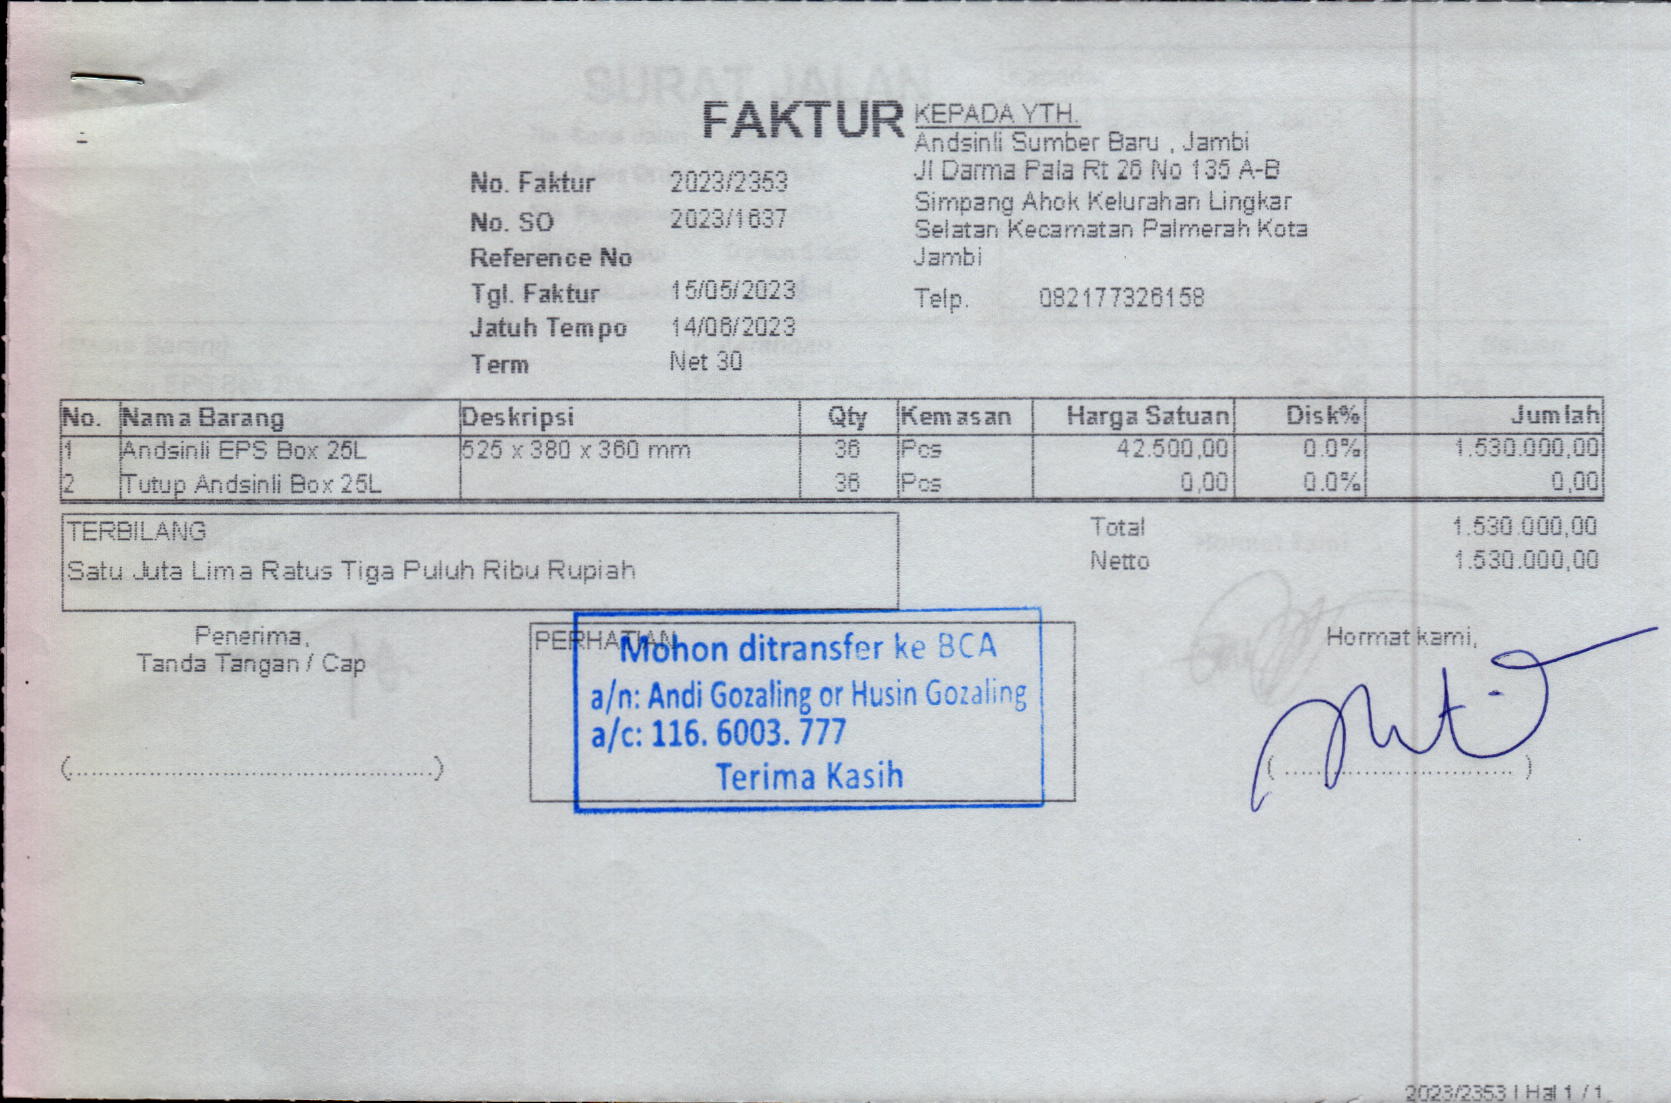 FAKTUR
KEPADA YTH.
Andsinli Sumber Baru , Jambi
Jl Darma Pala Rt 26 No 135 A-B
Simpang Ahok Kelurahan Lingkar
Selatan Kecamatan Palmerah Kota
Jambi
Telp. 082177326158
No. Faktur 2023/2353
No. SO 2023/1637
Reference No
Tgl. Faktur 15/05/2023
Jatuh Tempo 14/06/2023
Term Net 30
No. Nama Barang Deskripsi Qty Kemasan Harga Satuan Disk% Jumlah
1 Andsinli EPS Box 25L 525 x 380 x 360 mm 36 Pcs 42.500,00 0.0% 1.530.000,00
2 Tutup Andsinli Box 25L 36 Pcs 0,00 0.0% 0,00
TERBILANG
Satu Juta Lima Ratus Tiga Puluh Ribu Rupiah
Total 1.530.000,00
Netto 1.530.000,00
Penerima,
Tanda Tangan / Cap
(...............................................)
PERHATIAN
Mohon ditransfer ke BCA
a/n: Andi Gozaling or Husin Gozaling
a/c: 116. 6003. 777
Terima Kasih
Hormat kami,
(...............................)
2023/2353 | Hal 1 / 1